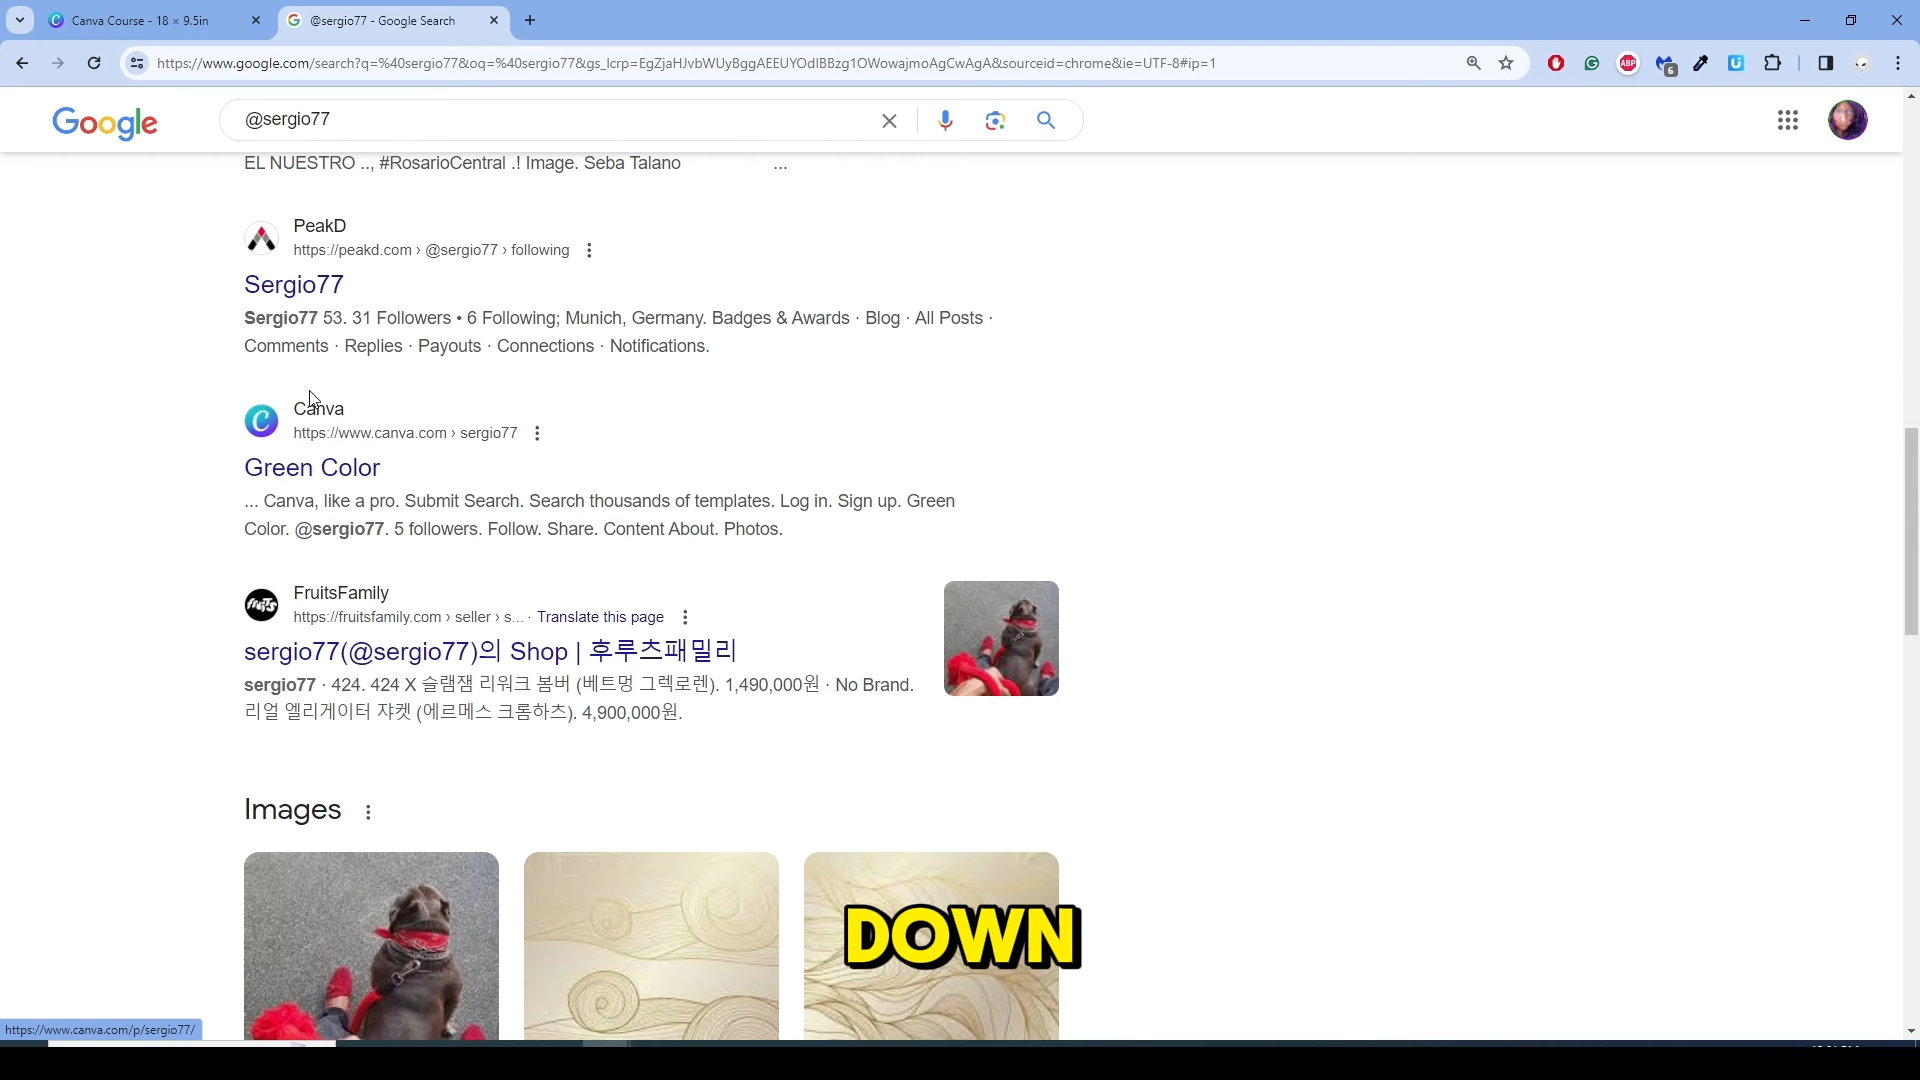 Canva Course - 18 × 9.5in
@sergio77 - Google Search
https://www.google.com/search?q=%40sergio77&oq=%40sergio77&gs_lcrp=EgZjaHJvbWUyBggAEEUYOdIBBzg1OWowajmoAgCwAgA&sourceid=chrome&ie=UTF-8#ip=1
ABP
6
Google
@sergio77
EL NUESTRO .., #RosarioCentral .! Image. Seba Talano ...
PeakD
https://peakd.com › @sergio77 › following
Sergio77
Sergio77 53. 31 Followers • 6 Following; Munich, Germany. Badges & Awards · Blog · All Posts ·
Comments · Replies · Payouts · Connections · Notifications.
Canva
https://www.canva.com › sergio77
Green Color
... Canva, like a pro. Submit Search. Search thousands of templates. Log in. Sign up. Green
Color. @sergio77. 5 followers. Follow. Share. Content About. Photos.
FruitsFamily
https://fruitsfamily.com › seller › s... · Translate this page
sergio77(@sergio77)의 Shop | 후루츠패밀리
sergio77 · 424. 424 X 슬램잼 리워크 봄버 (베트멍 그렉로렌). 1,490,000원 · No Brand.
리얼 엘리게이터 쟈켓 (에르메스 크롬하츠). 4,900,000원.
Images
DOWN
https://www.canva.com/p/sergio77/